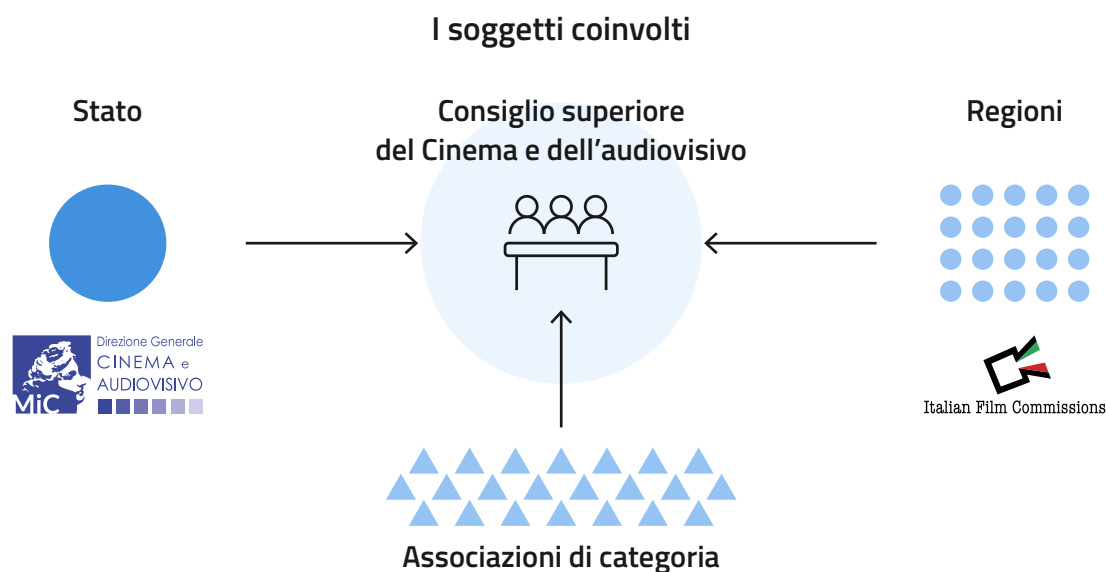 I soggetti coinvolti
Stato
Consiglio superiore
del Cinema e dell’audiovisivo
Regioni
Direzione Generale
CINEMA e
AUDIOVISIVO
MiC
Italian Film Commissions
Associazioni di categoria